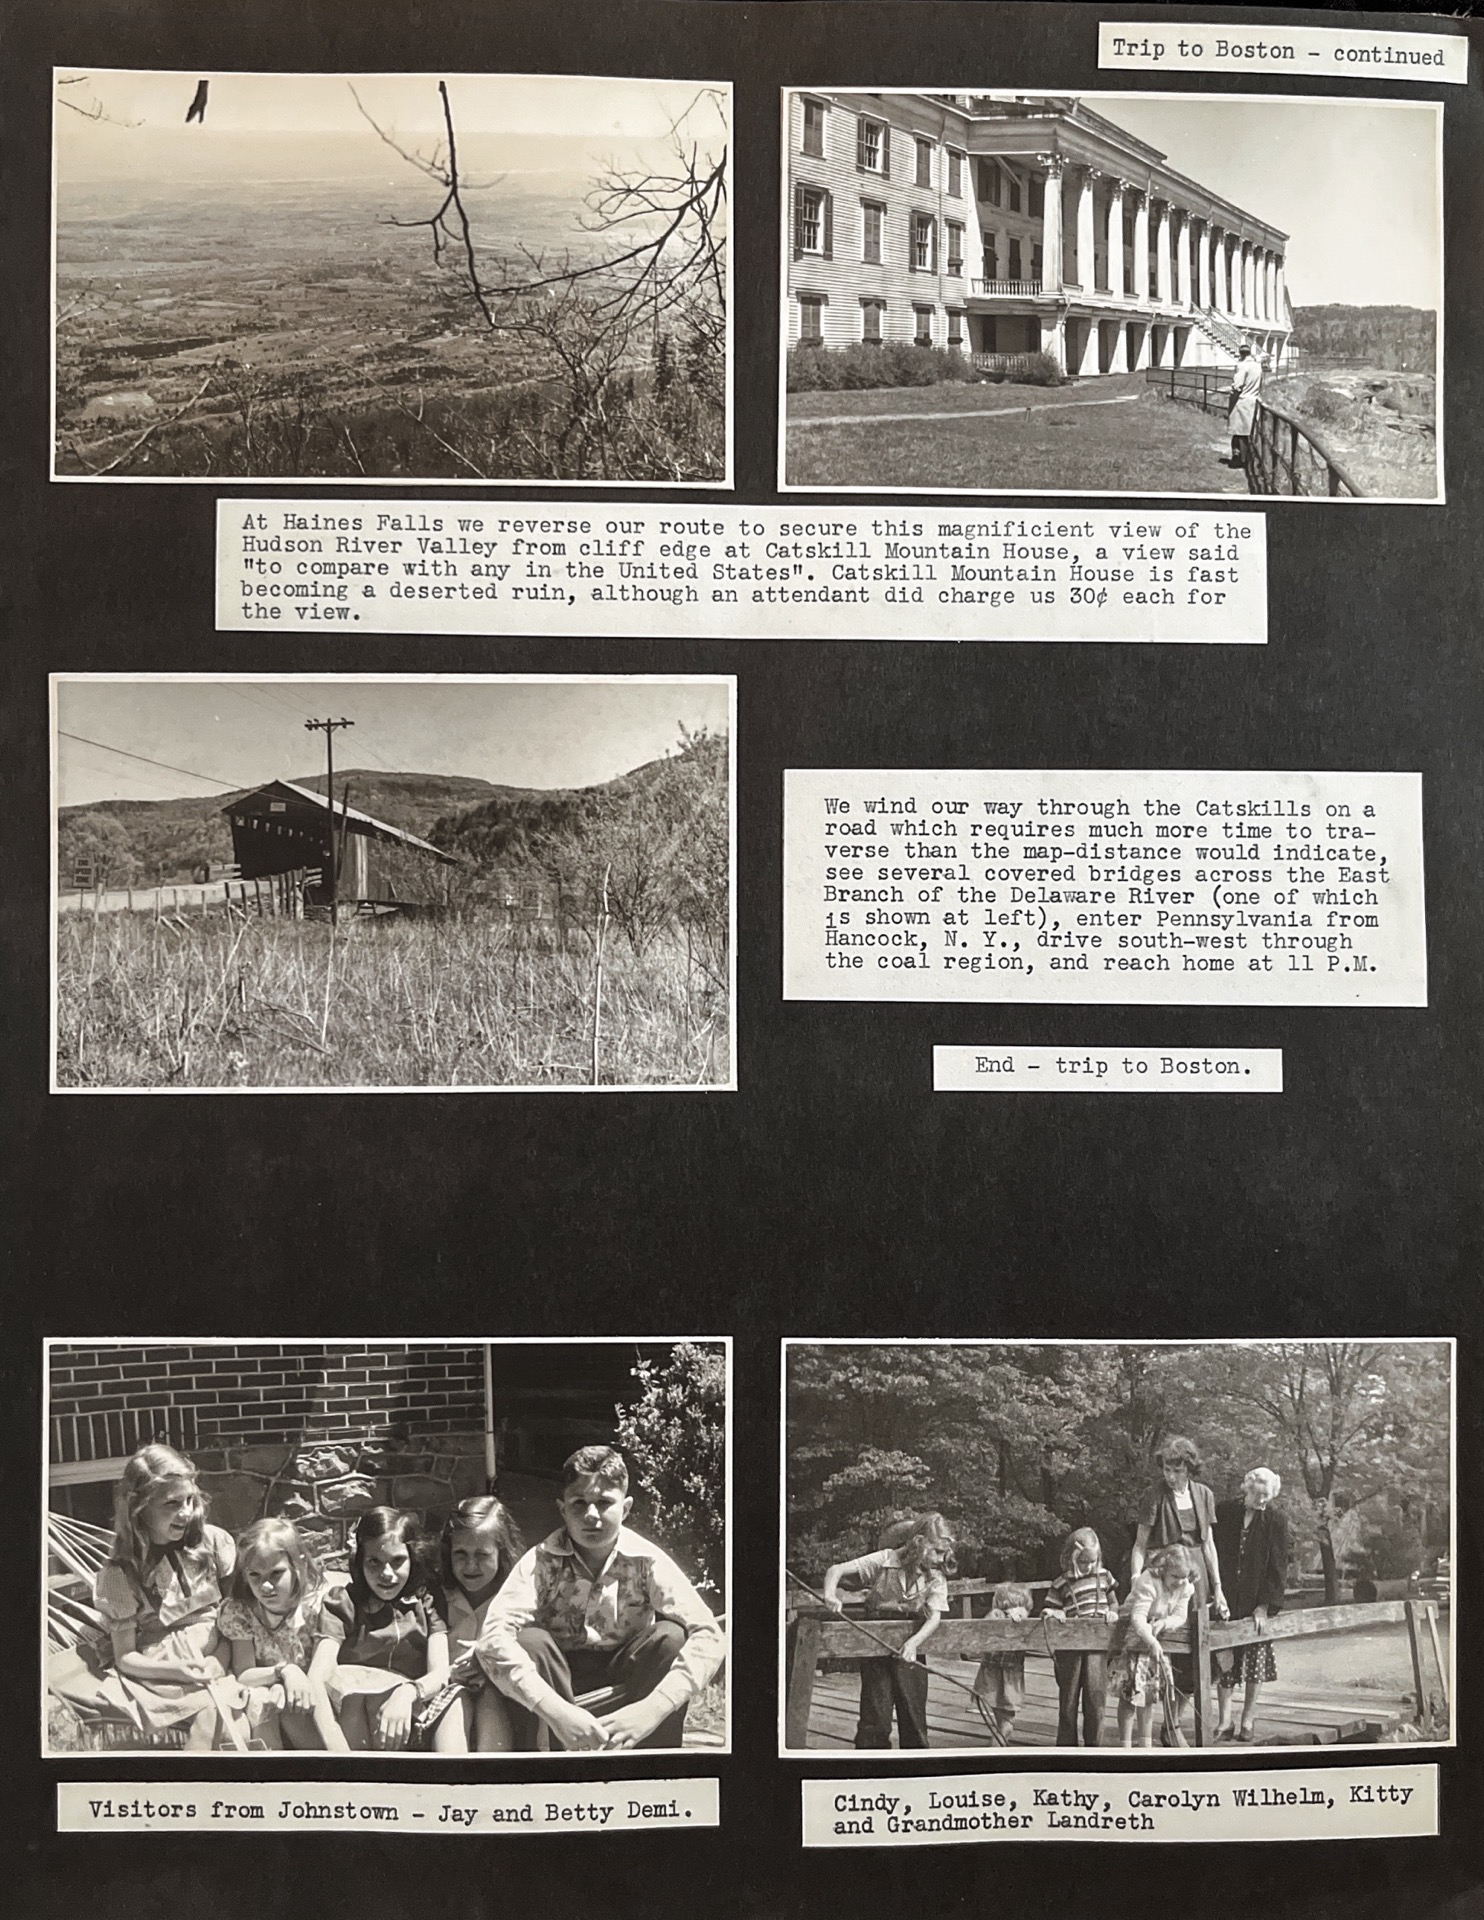 Trip to Boston - continued
At Haines Falls we reverse our route to secure this magnificient view of the
Hudson River Valley from cliff edge at Catskill Mountain House, a view said
"to compare with any in the United States". Catskill Mountain House is fast
becoming a deserted ruin, although an attendant did charge us 30¢ each for
the view.
We wind our way through the Catskills on a
road which requires much more time to tra-
verse than the map-distance would indicate,
see several covered bridges across the East
Branch of the Delaware River (one of which
is shown at left), enter Pennsylvania from
Hancock, N. Y., drive south-west through
the coal region, and reach home at 11 P.M.
End - trip to Boston.
Visitors from Johnstown - Jay and Betty Demi.
Cindy, Louise, Kathy, Carolyn Wilhelm, Kitty
and Grandmother Landreth